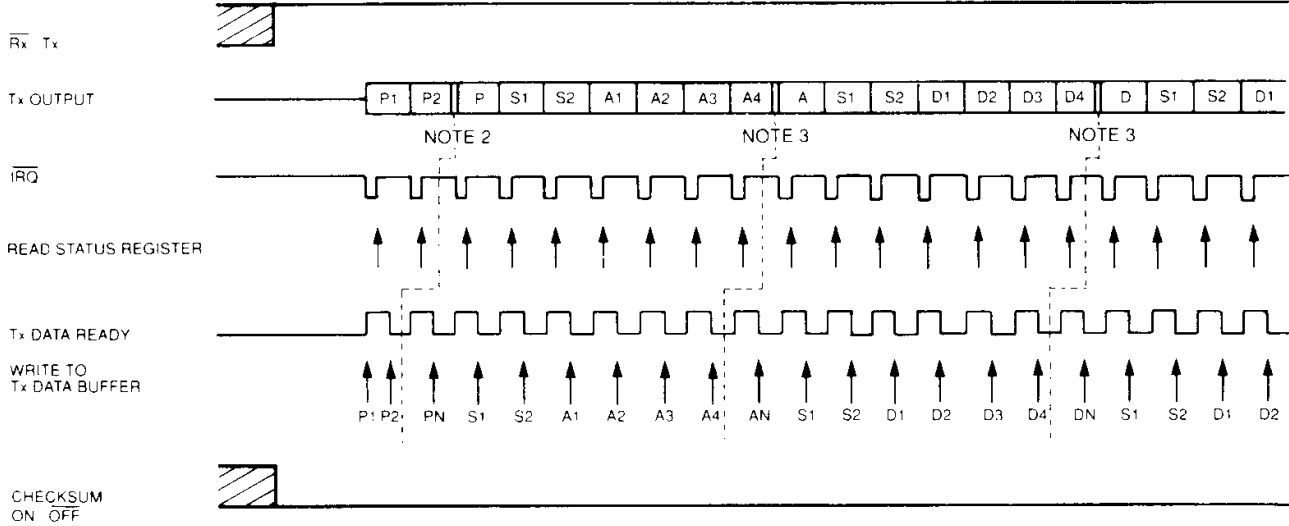 Rx Tx
Tx OUTPUT
P1 P2 P S1 S2 A1 A2 A3 A4 A S1 S2 D1 D2 D3 D4 D S1 S2 D1
NOTE 2 NOTE 3 NOTE 3
IRQ
READ STATUS REGISTER
Tx DATA READY
WRITE TO
Tx DATA BUFFER
P1 P2 PN S1 S2 A1 A2 A3 A4 AN S1 S2 D1 D2 D3 D4 DN S1 S2 D1 D2
CHECKSUM
ON OFF